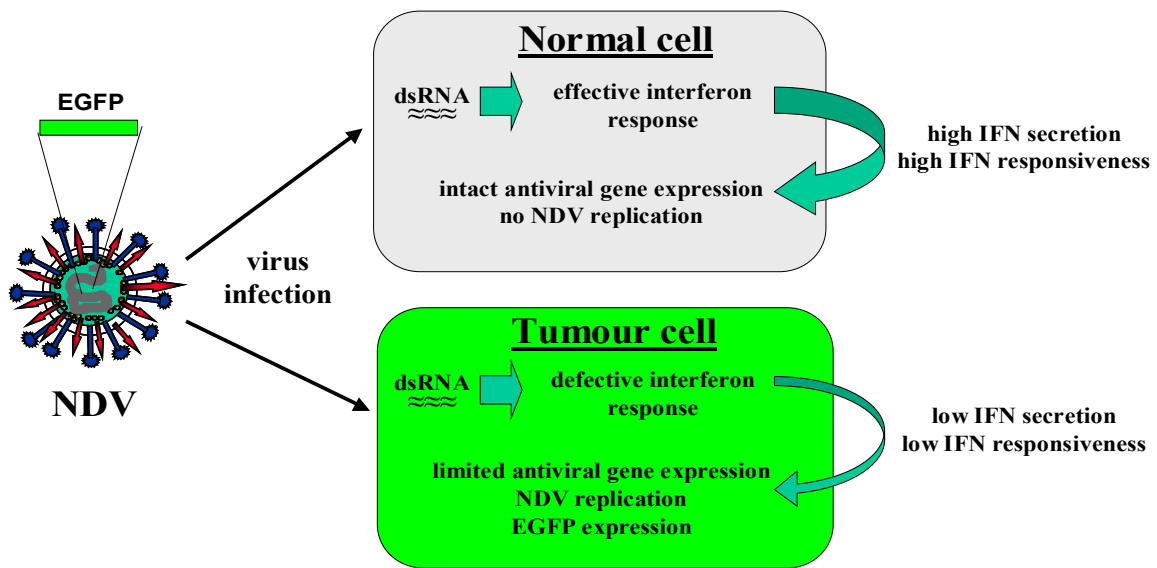 EGFP
NDV
virus
infection
Normal cell
dsRNA
effective interferon
response
high IFN secretion
high IFN responsiveness
intact antiviral gene expression
no NDV replication
Tumour cell
dsRNA
defective interferon
response
low IFN secretion
low IFN responsiveness
limited antiviral gene expression
NDV replication
EGFP expression